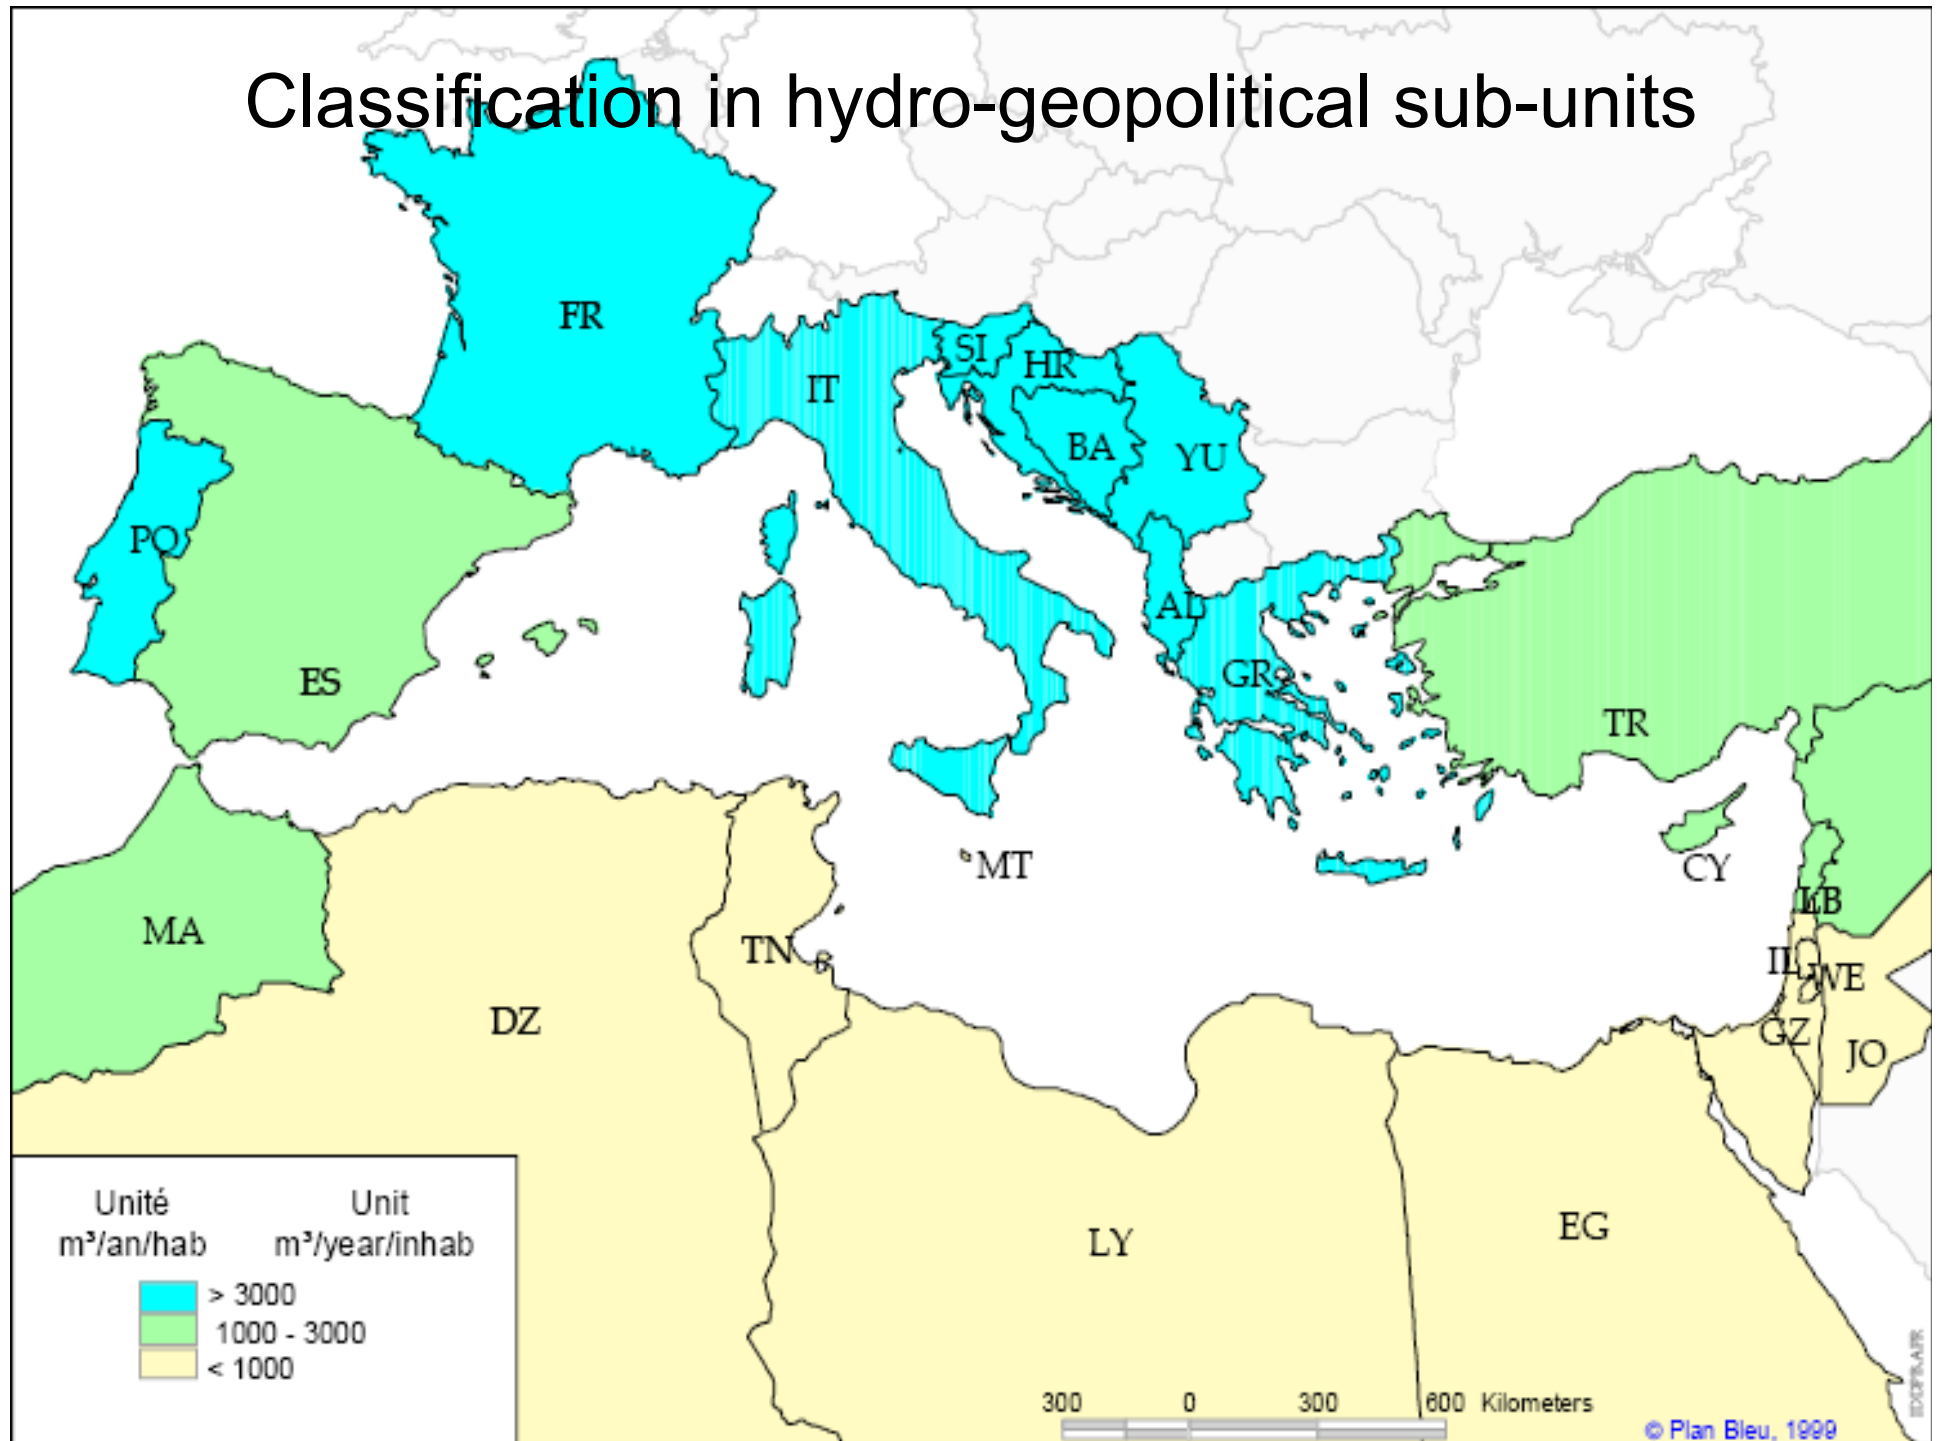 Classification in hydro-geopolitical sub-units
FR
SI
HR
IT
BA
YU
PO
AL
ES
GR
TR
MT
CY
LB
MA
TN
IL
WE
DZ
GZ
JO
EG
LY
Unité Unit
m³/an/hab m³/year/inhab
> 3000
1000 - 3000
< 1000
300 0 300 600 Kilometers
© Plan Bleu, 1999